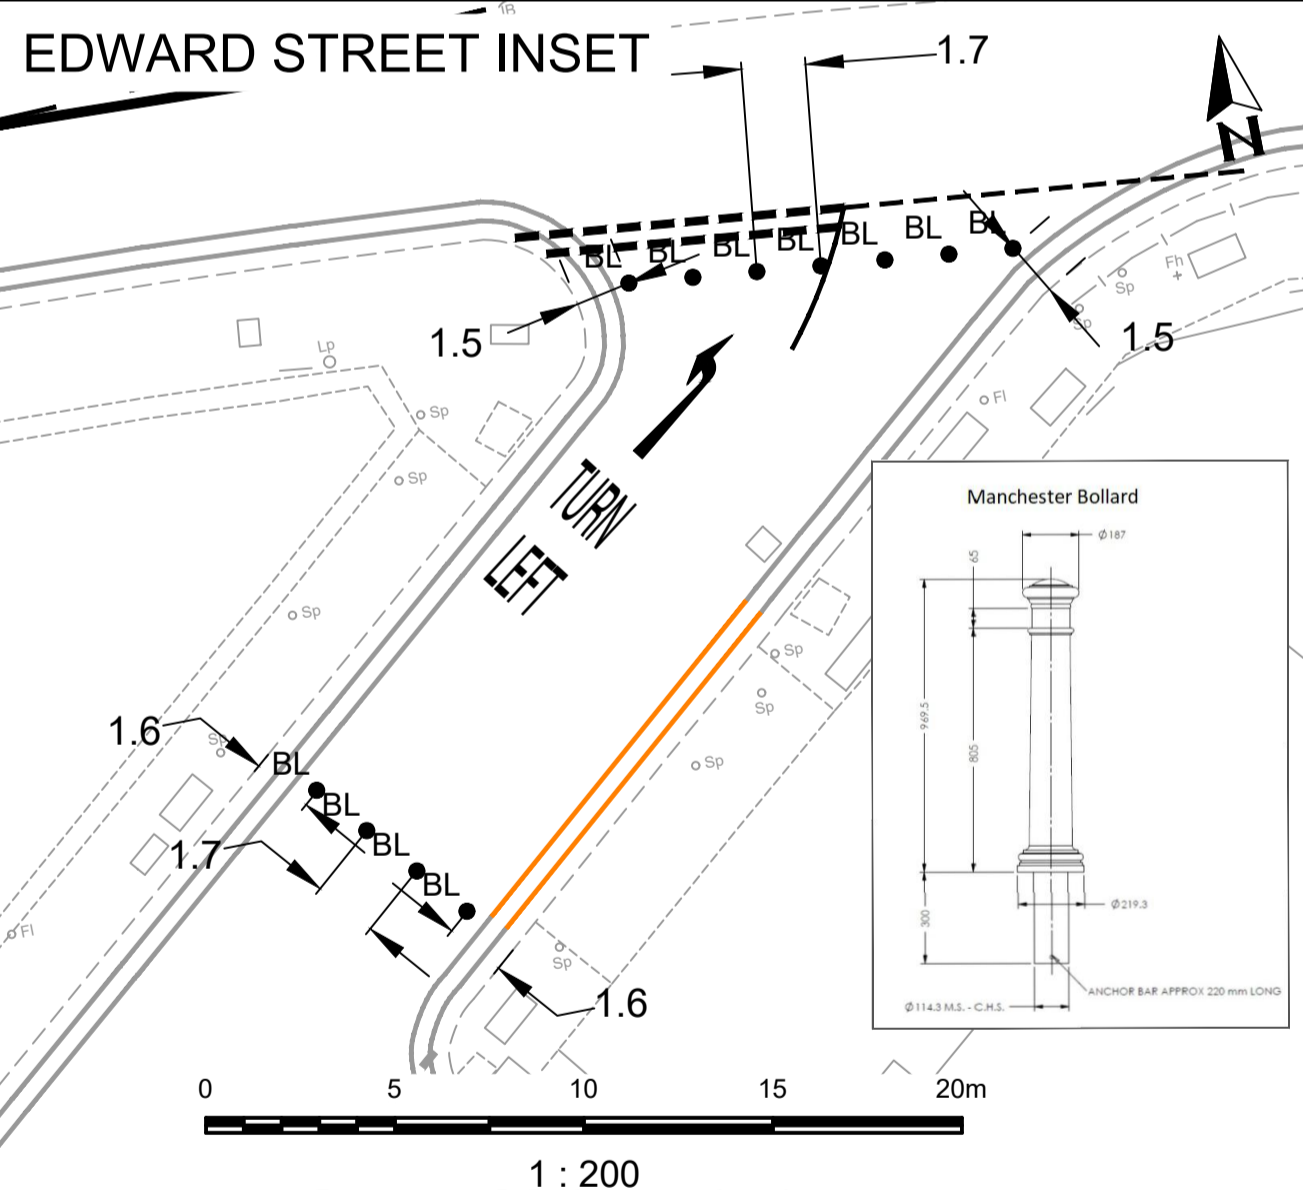 1B
EDWARD STREET INSET
1.7
N
BL BL BL BL BL BL BL
Fh
Sp
Sp
1.5
1.5
Lp
Sp
Fl
Sp
TURN
LEFT
Manchester Bollard
Ø187
65
969.5
805
300
Ø219.3
ANCHOR BAR APPROX 220 mm LONG
Ø114.3 M.S. - C.H.S.
Sp
Sp
Sp
Sp
1.6
Sp
BL
BL
1.7
BL
BL
Fl
Sp
1.6
0 5 10 15 20m
1 : 200